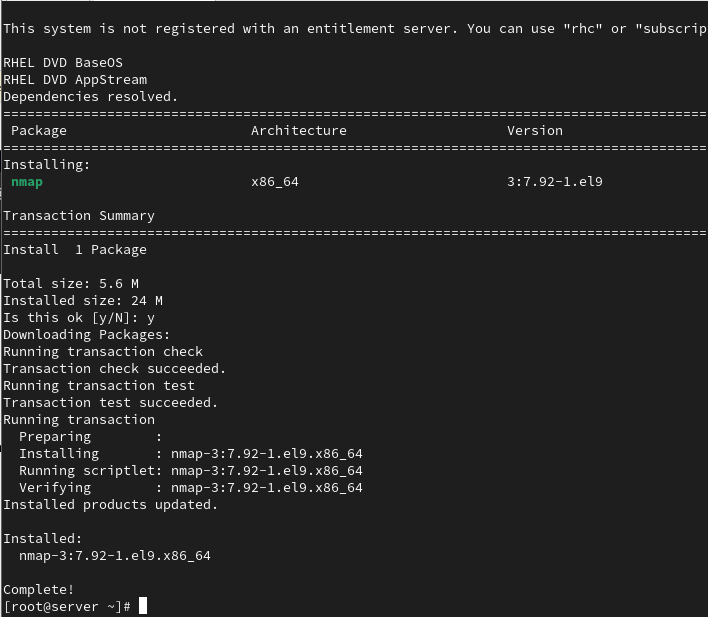 This system is not registered with an entitlement server. You can use "rhc" or "subscrip
RHEL DVD BaseOS
RHEL DVD AppStream
Dependencies resolved.
========================================================================================
 Package                       Architecture                    Version
========================================================================================
Installing:
 nmap                          x86_64                          3:7.92-1.el9
Transaction Summary
========================================================================================
Install  1 Package
Total size: 5.6 M
Installed size: 24 M
Is this ok [y/N]: y
Downloading Packages:
Running transaction check
Transaction check succeeded.
Running transaction test
Transaction test succeeded.
Running transaction
  Preparing        :
  Installing       : nmap-3:7.92-1.el9.x86_64
  Running scriptlet: nmap-3:7.92-1.el9.x86_64
  Verifying        : nmap-3:7.92-1.el9.x86_64
Installed products updated.
Installed:
  nmap-3:7.92-1.el9.x86_64
Complete!
[root@server ~]#